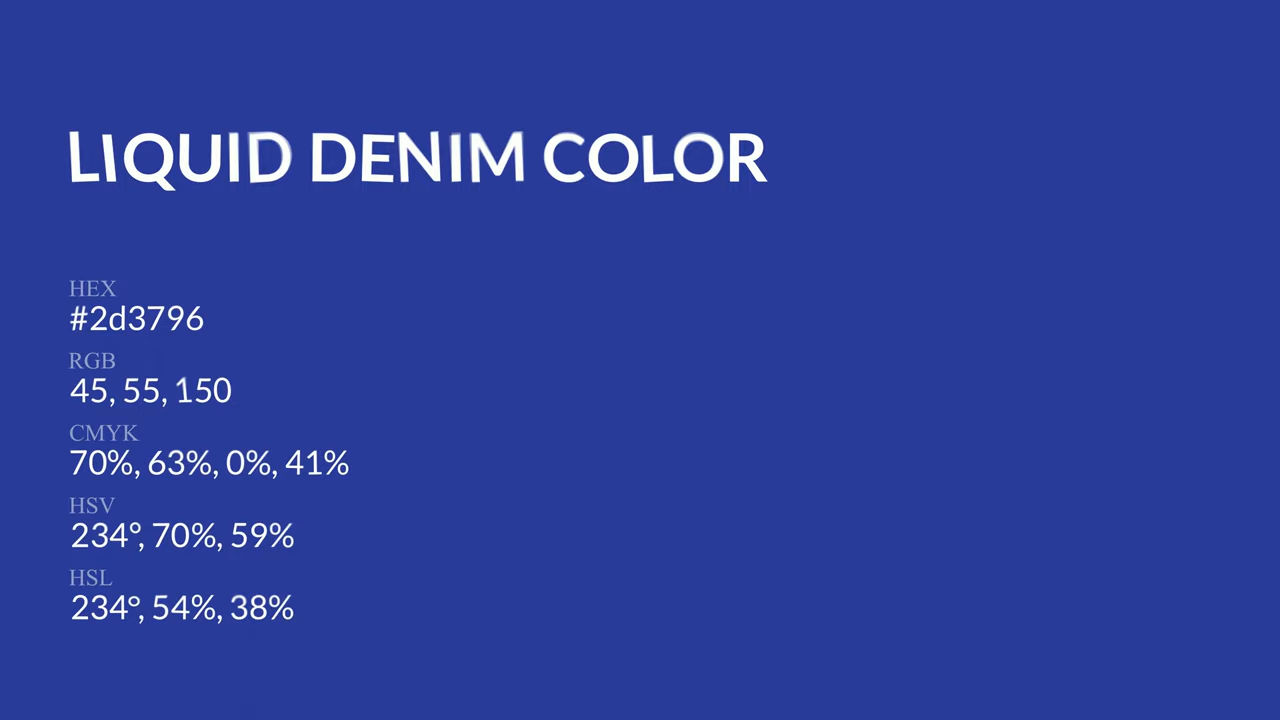 LIQUID DENIM COLOR
HEX
#2d3796
RGB
45, 55, 150
CMYK
70%, 63%, 0%, 41%
HSV
234°, 70%, 59%
HSL
234°, 54%, 38%